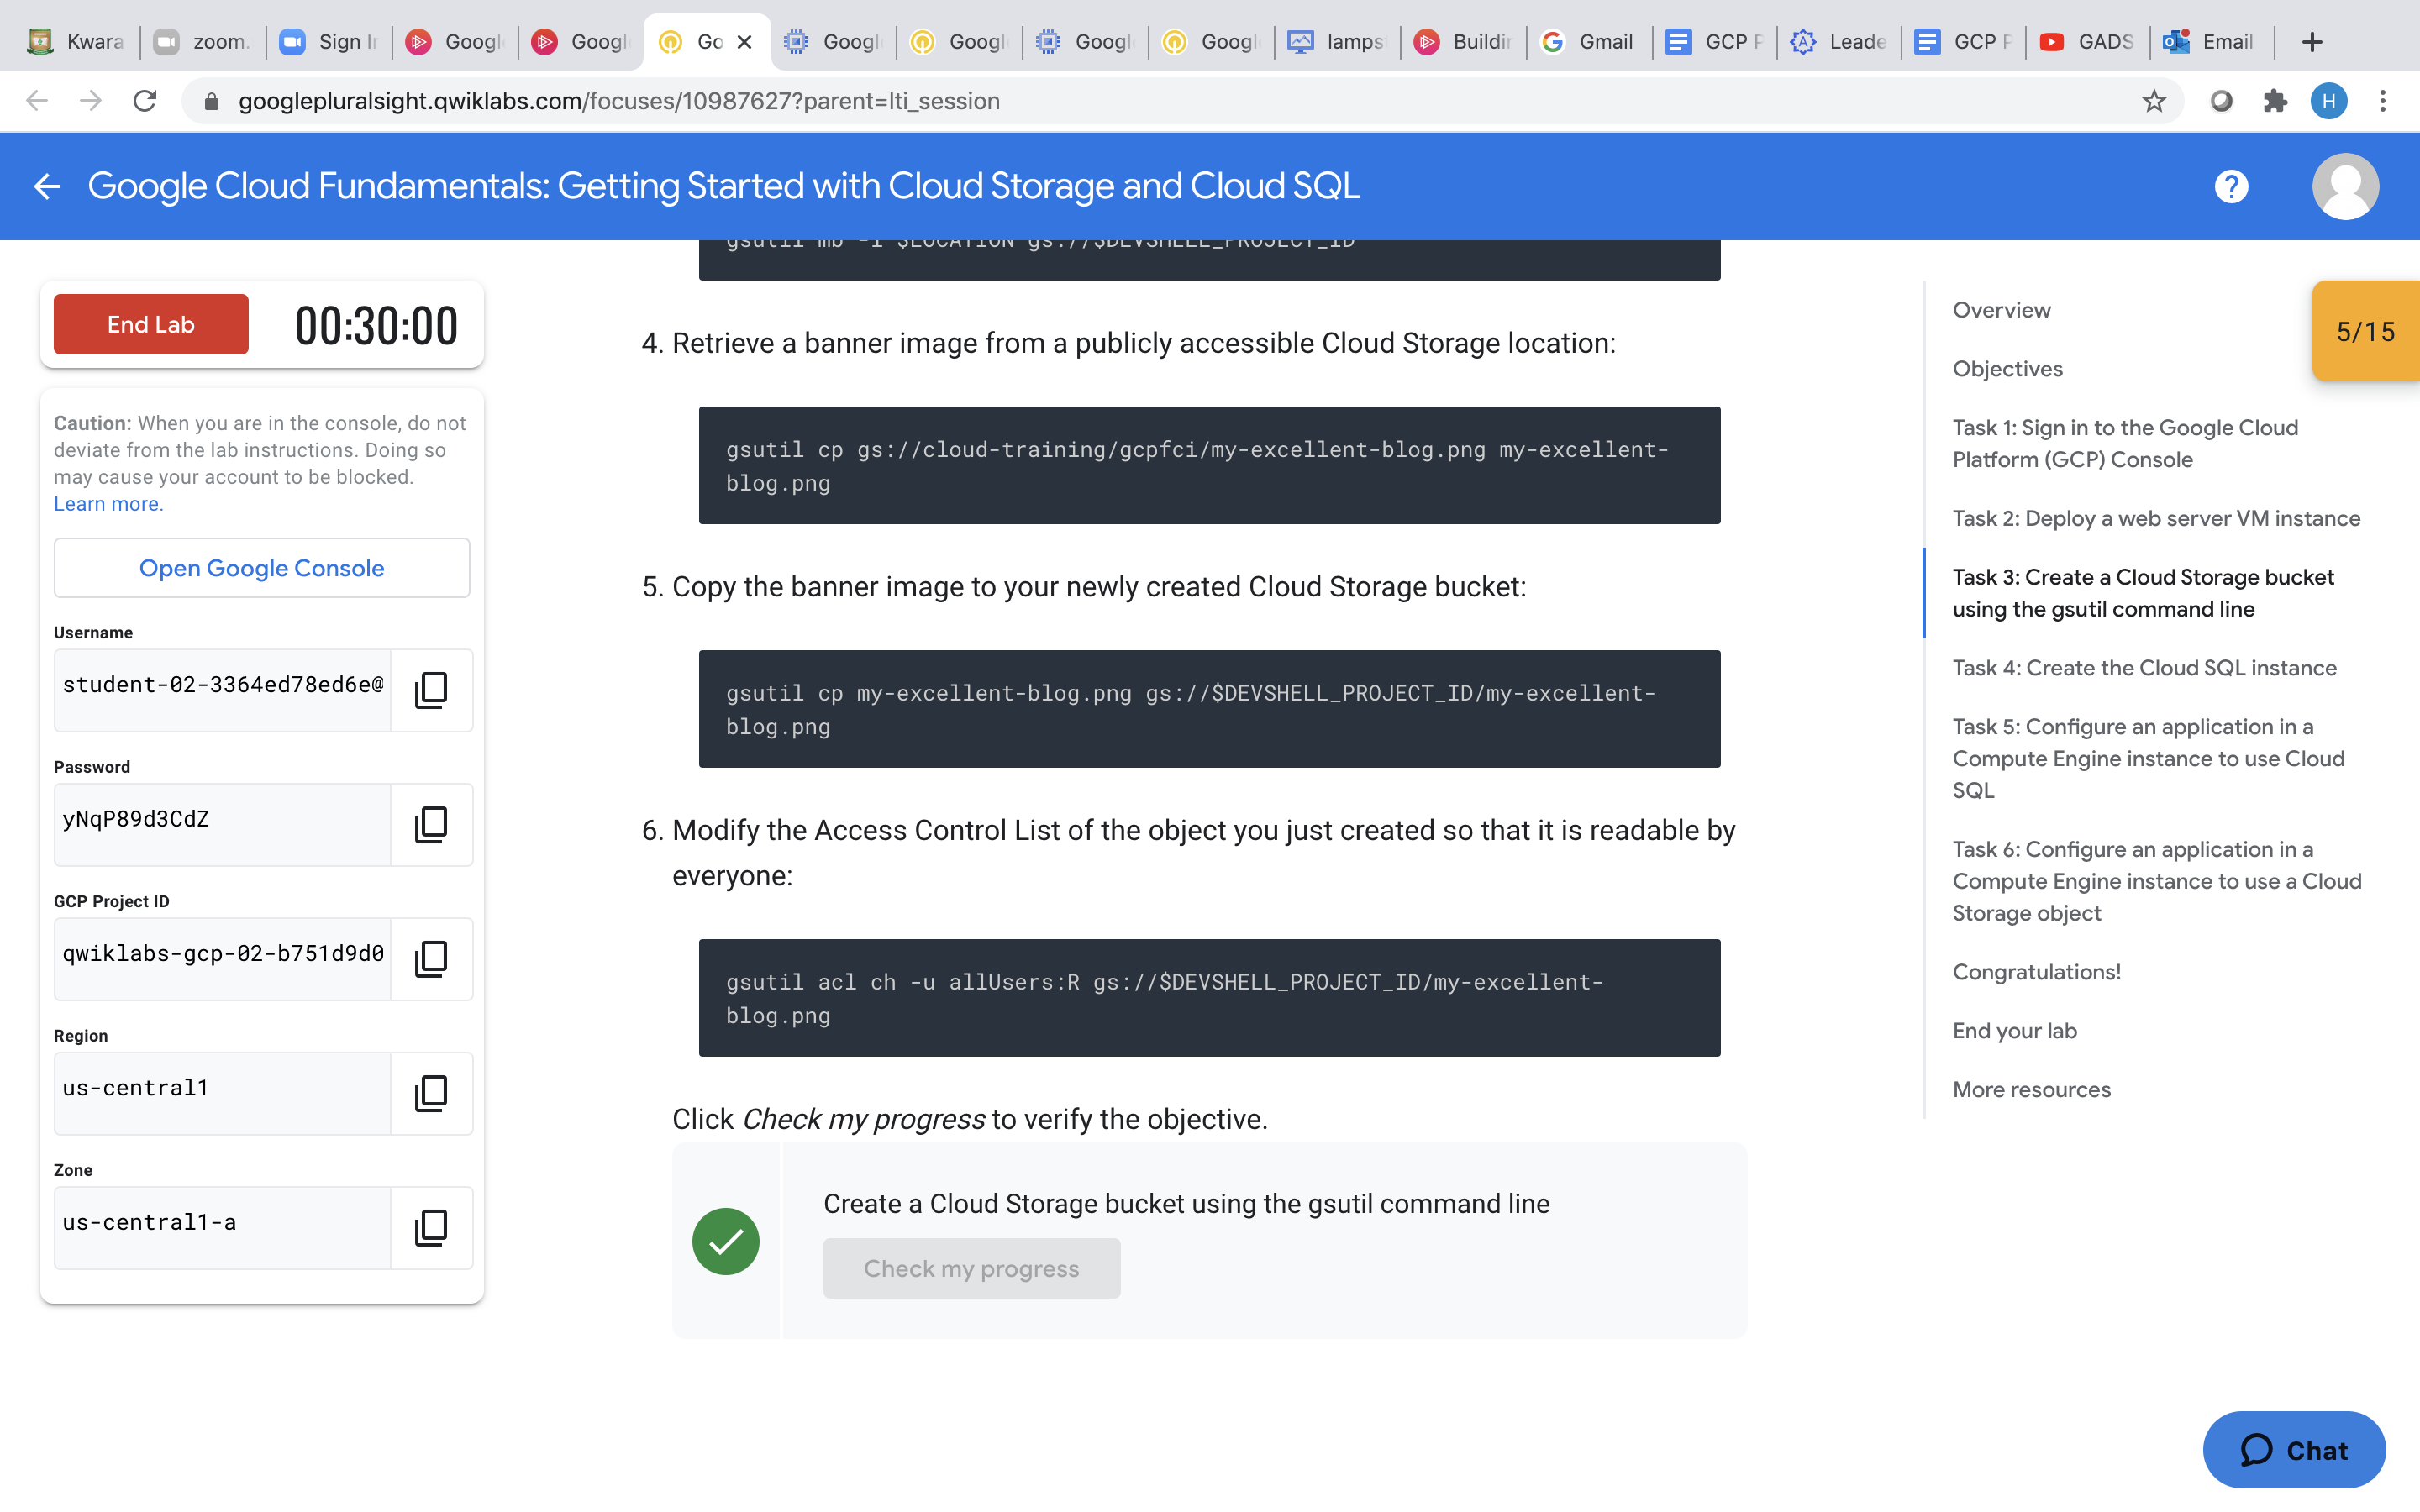 Kwara
zoom.
Sign In
Googl
Googl
Go
Googl
Googl
Googl
Googl
lamps
Buildin
Gmail
GCP P
Leade
GCP P
GADS
Email
googlepluralsight.qwiklabs.com/focuses/10987627?parent=lti_session
H
Google Cloud Fundamentals: Getting Started with Cloud Storage and Cloud SQL
?
End Lab
00:30:00
Caution: When you are in the console, do not
deviate from the lab instructions. Doing so
may cause your account to be blocked.
Learn more.
Open Google Console
Username
student-02-3364ed78ed6e@
Password
yNqP89d3CdZ
GCP Project ID
qwiklabs-gcp-02-b751d9d0
Region
us-central1
Zone
us-central1-a
gsutil mb -l $LOCATION gs://$DEVSHELL_PROJECT_ID
4. Retrieve a banner image from a publicly accessible Cloud Storage location:
gsutil cp gs://cloud-training/gcpfci/my-excellent-blog.png my-excellent-
blog.png
5. Copy the banner image to your newly created Cloud Storage bucket:
gsutil cp my-excellent-blog.png gs://$DEVSHELL_PROJECT_ID/my-excellent-
blog.png
6. Modify the Access Control List of the object you just created so that it is readable by
everyone:
gsutil acl ch -u allUsers:R gs://$DEVSHELL_PROJECT_ID/my-excellent-
blog.png
Click Check my progress to verify the objective.
Create a Cloud Storage bucket using the gsutil command line
Check my progress
Overview
Objectives
Task 1: Sign in to the Google Cloud
Platform (GCP) Console
Task 2: Deploy a web server VM instance
Task 3: Create a Cloud Storage bucket
using the gsutil command line
Task 4: Create the Cloud SQL instance
Task 5: Configure an application in a
Compute Engine instance to use Cloud
SQL
Task 6: Configure an application in a
Compute Engine instance to use a Cloud
Storage object
Congratulations!
End your lab
More resources
5/15
Chat